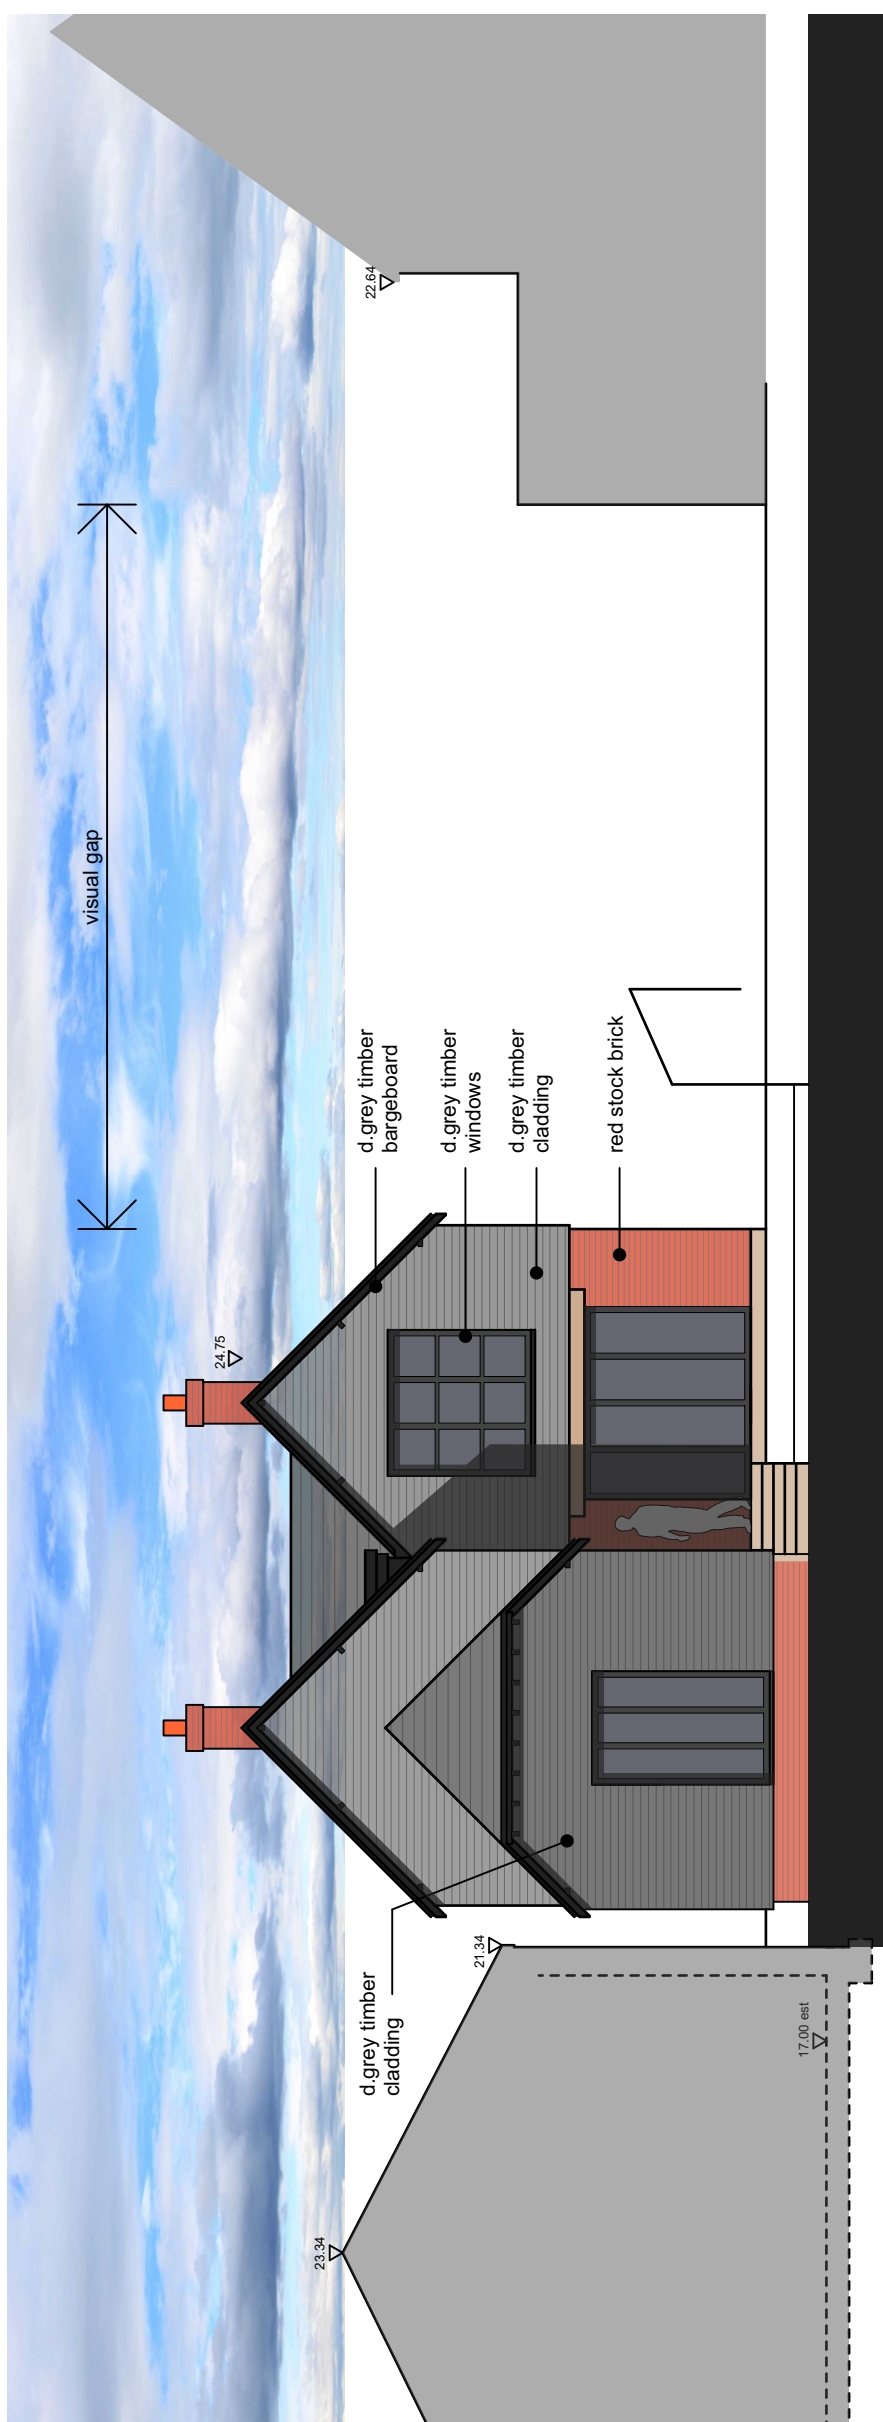 visual gap
24.75
22.64
d.grey timber
bargeboard
d.grey timber
windows
d.grey timber
cladding
red stock brick
23.34
d.grey timber
cladding
21.34
17.00 est